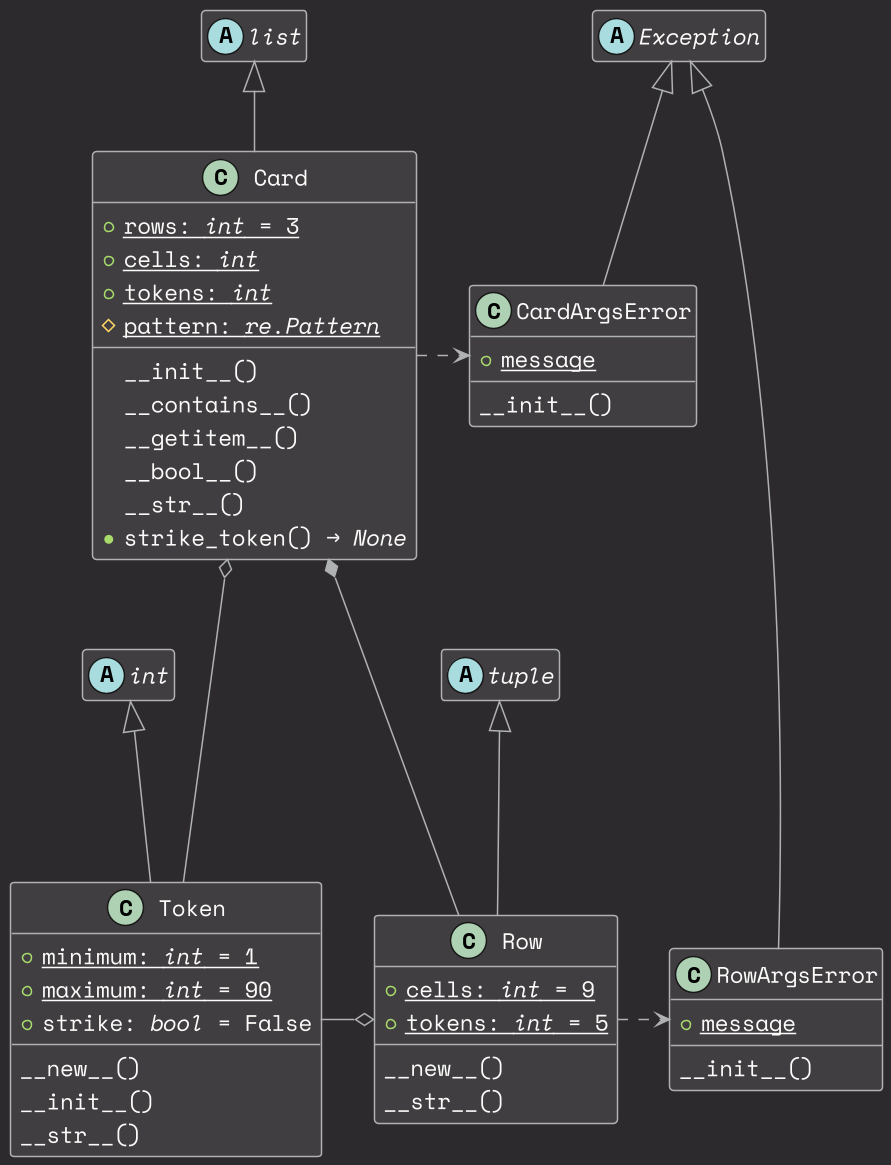 A list
A Exception
C Card
rows: int = 3
cells: int
tokens: int
pattern: re.Pattern
__init__()
__contains__()
__getitem__()
__bool__()
__str__()
strike_token() → None
C CardArgsError
message
__init__()
A int
A tuple
C Token
minimum: int = 1
maximum: int = 90
strike: bool = False
__new__()
__init__()
__str__()
C Row
cells: int = 9
tokens: int = 5
__new__()
__str__()
C RowArgsError
message
__init__()